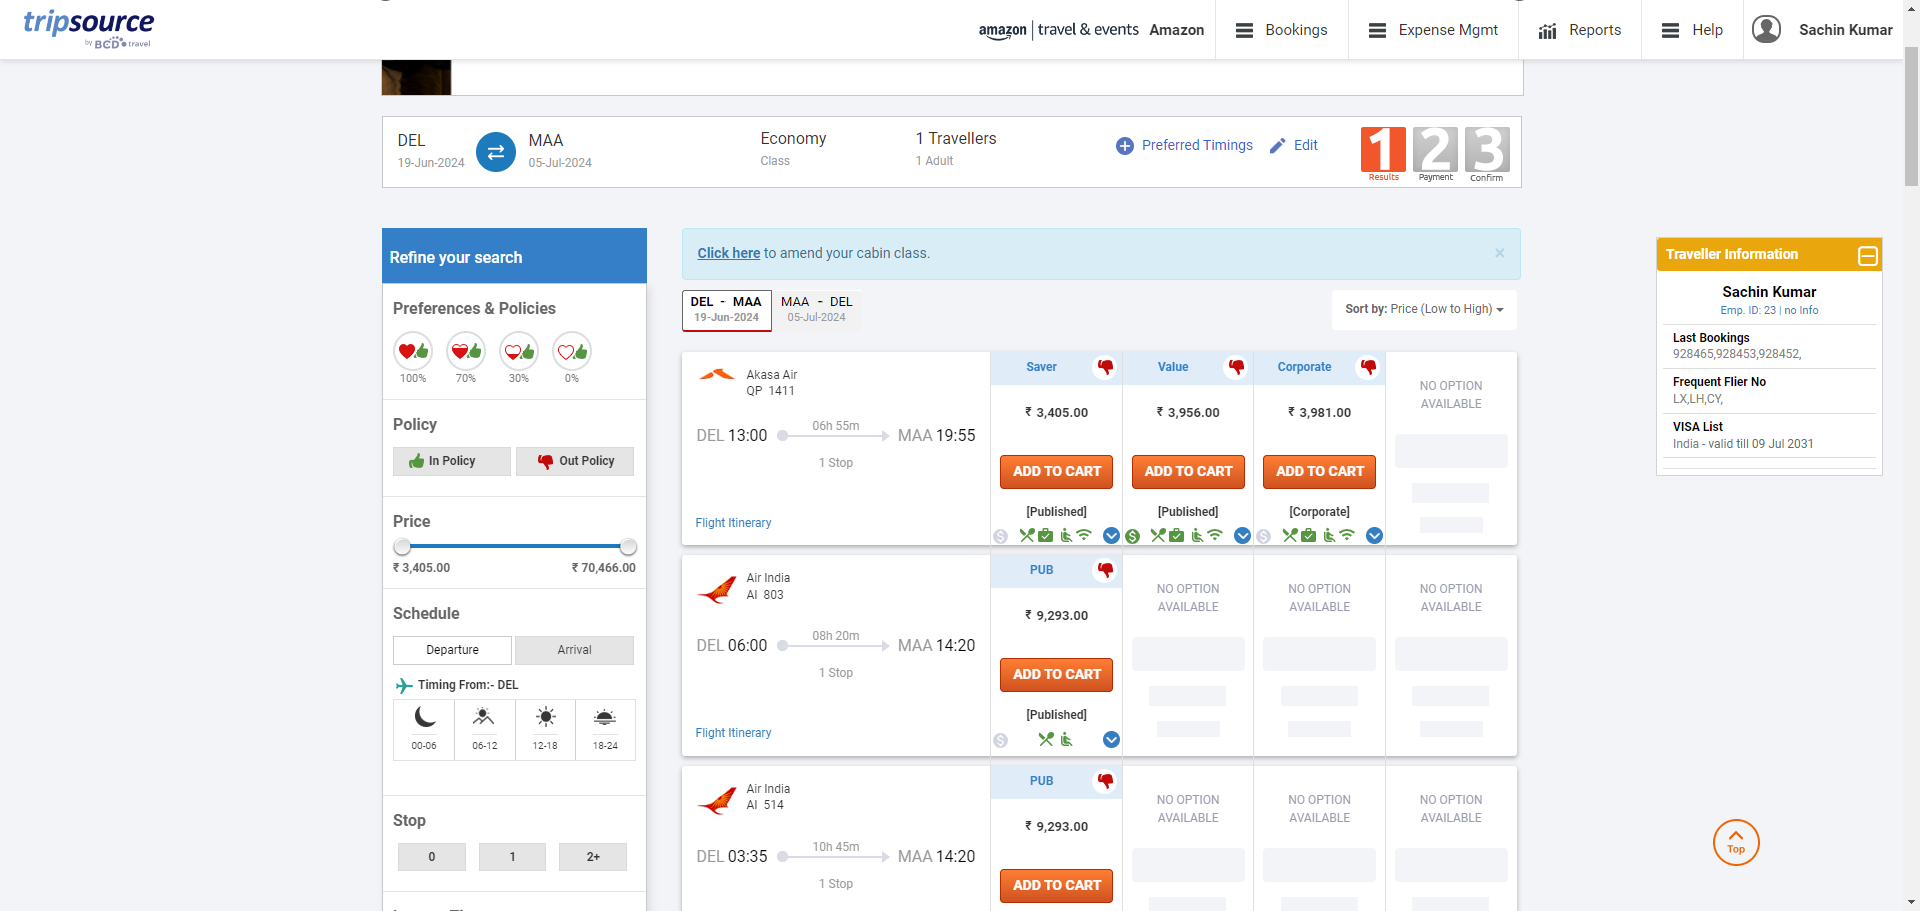 tripsource
by BCD travel
amazon | travel & events Amazon
Bookings
Expense Mgmt
Reports
Help
Sachin Kumar
DEL
19-Jun-2024
MAA
05-Jul-2024
Economy
Class
1 Travellers
1 Adult
Preferred Timings
Edit
1 2 3
Results Payment Confirm
Refine your search
Preferences & Policies
100% 70% 30% 0%
Policy
In Policy Out Policy
Price
₹ 3,405.00 ₹ 70,466.00
Schedule
Departure Arrival
Timing From:- DEL
00-06 06-12 12-18 18-24
Stop
0 1 2+
Click here to amend your cabin class. ×
DEL - MAA
19-Jun-2024
MAA - DEL
05-Jul-2024
Sort by: Price (Low to High)
Akasa Air
QP 1411
DEL 13:00
06h 55m
1 Stop
MAA 19:55
Flight Itinerary
Saver
₹ 3,405.00
ADD TO CART
[Published]
Value
₹ 3,956.00
ADD TO CART
[Published]
Corporate
₹ 3,981.00
ADD TO CART
[Corporate]
NO OPTION
AVAILABLE
Air India
AI 803
DEL 06:00
08h 20m
1 Stop
MAA 14:20
Flight Itinerary
PUB
₹ 9,293.00
ADD TO CART
[Published]
NO OPTION
AVAILABLE
NO OPTION
AVAILABLE
NO OPTION
AVAILABLE
Air India
AI 514
DEL 03:35
10h 45m
1 Stop
MAA 14:20
PUB
₹ 9,293.00
ADD TO CART
NO OPTION
AVAILABLE
NO OPTION
AVAILABLE
NO OPTION
AVAILABLE
Traveller Information
Sachin Kumar
Emp. ID: 23 | no Info
Last Bookings
928465,928453,928452,
Frequent Flier No
LX,LH,CY,
VISA List
India - valid till 09 Jul 2031
Top